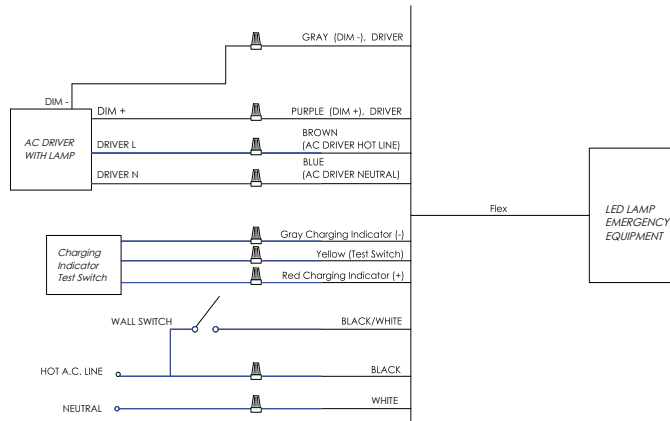 GRAY (DIM -), DRIVER
DIM -
DIM +
PURPLE (DIM +), DRIVER
AC DRIVER
WITH LAMP
DRIVER L
BROWN
(AC DRIVER HOT LINE)
DRIVER N
BLUE
(AC DRIVER NEUTRAL)
Flex
LED LAMP
EMERGENCY
EQUIPMENT
Charging
Indicator
Test Switch
Gray Charging Indicator (-)
Yellow (Test Switch)
Red Charging Indicator (+)
WALL SWITCH
BLACK/WHITE
HOT A.C. LINE
BLACK
NEUTRAL
WHITE